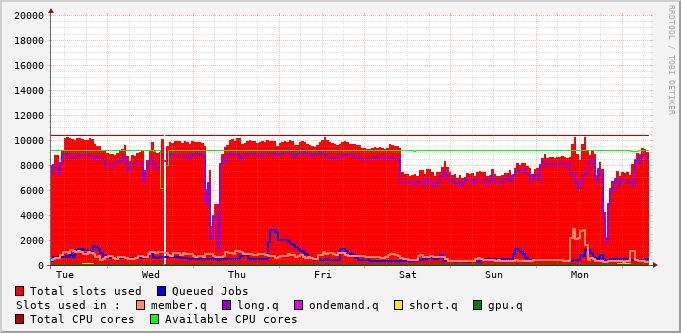 20000
18000
16000
14000
12000
10000
8000
6000
4000
2000
0
Tue Wed Thu Fri Sat Sun Mon
RRDTOOL / TOBI OETIKER
Total slots used Queued Jobs
Slots used in : member.q long.q ondemand.q short.q gpu.q
Total CPU cores Available CPU cores